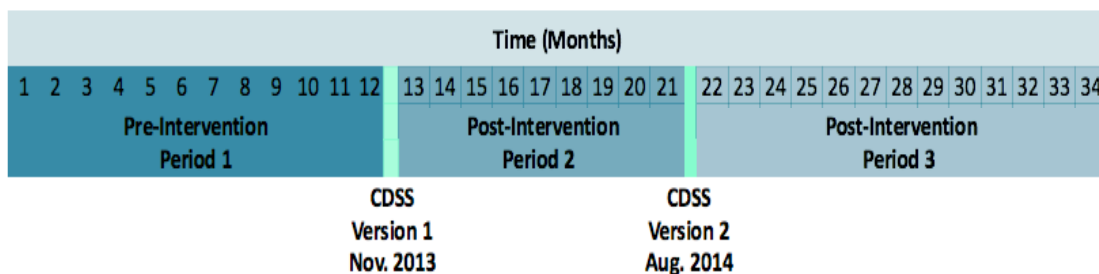 Time (Months)
1 2 3 4 5 6 7 8 9 10 11 12 13 14 15 16 17 18 19 20 21 22 23 24 25 26 27 28 29 30 31 32 33 34
Pre-Intervention Post-Intervention Post-Intervention
Period 1 Period 2 Period 3
CDSS CDSS
Version 1 Version 2
Nov. 2013 Aug. 2014